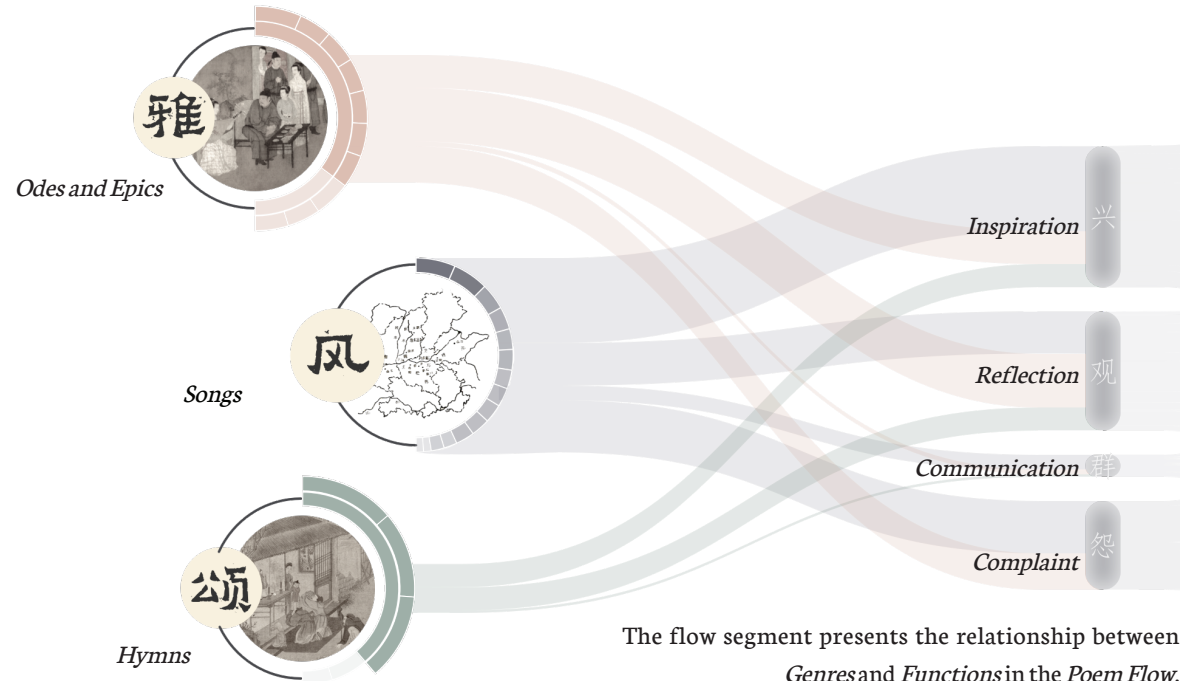 雅
Odes and Epics
风
Songs
颂
Hymns
Inspiration
兴
Reflection
观
Communication
群
Complaint
怨
The flow segment presents the relationship between
Genres and Functions in the Poem Flow.